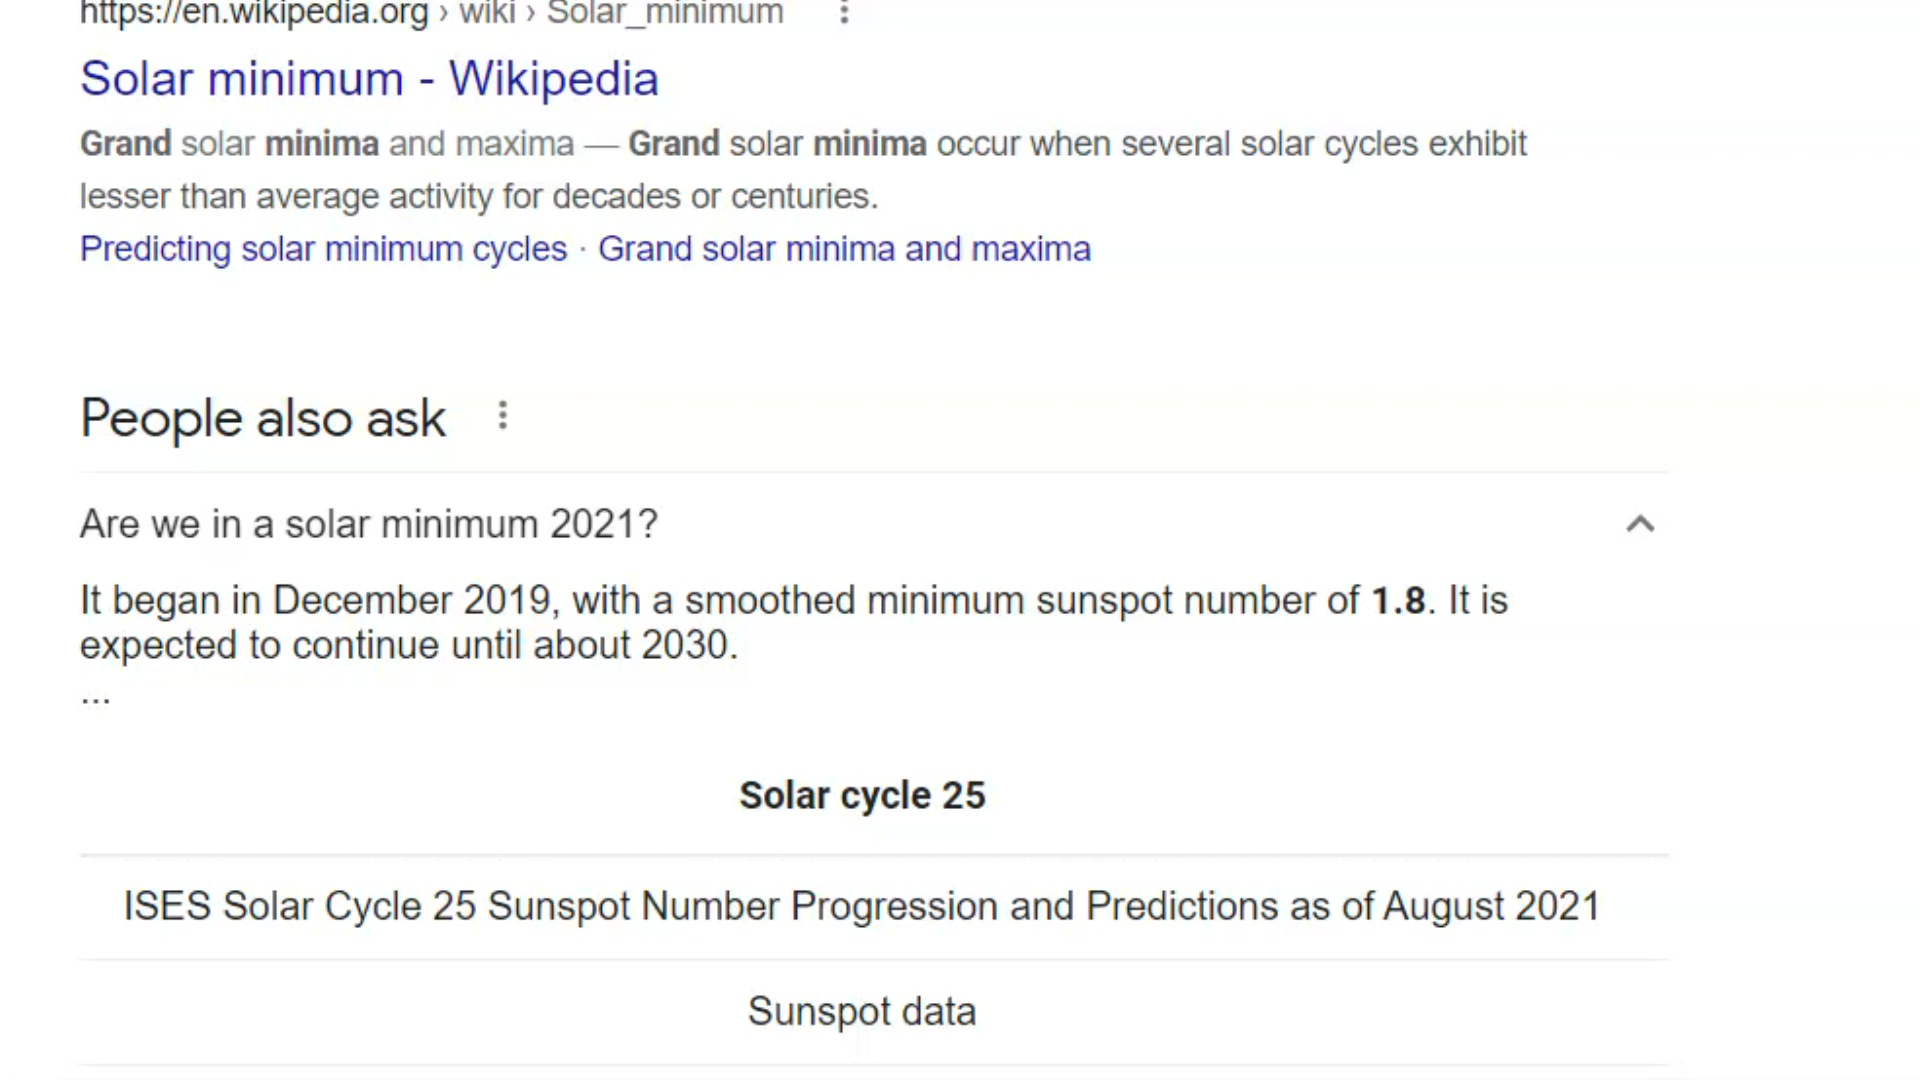 https://en.wikipedia.org › wiki › Solar_minimum
Solar minimum - Wikipedia
Grand solar minima and maxima — Grand solar minima occur when several solar cycles exhibit
lesser than average activity for decades or centuries.
Predicting solar minimum cycles · Grand solar minima and maxima
People also ask
Are we in a solar minimum 2021?
It began in December 2019, with a smoothed minimum sunspot number of 1.8. It is
expected to continue until about 2030.
...
Solar cycle 25
ISES Solar Cycle 25 Sunspot Number Progression and Predictions as of August 2021
Sunspot data